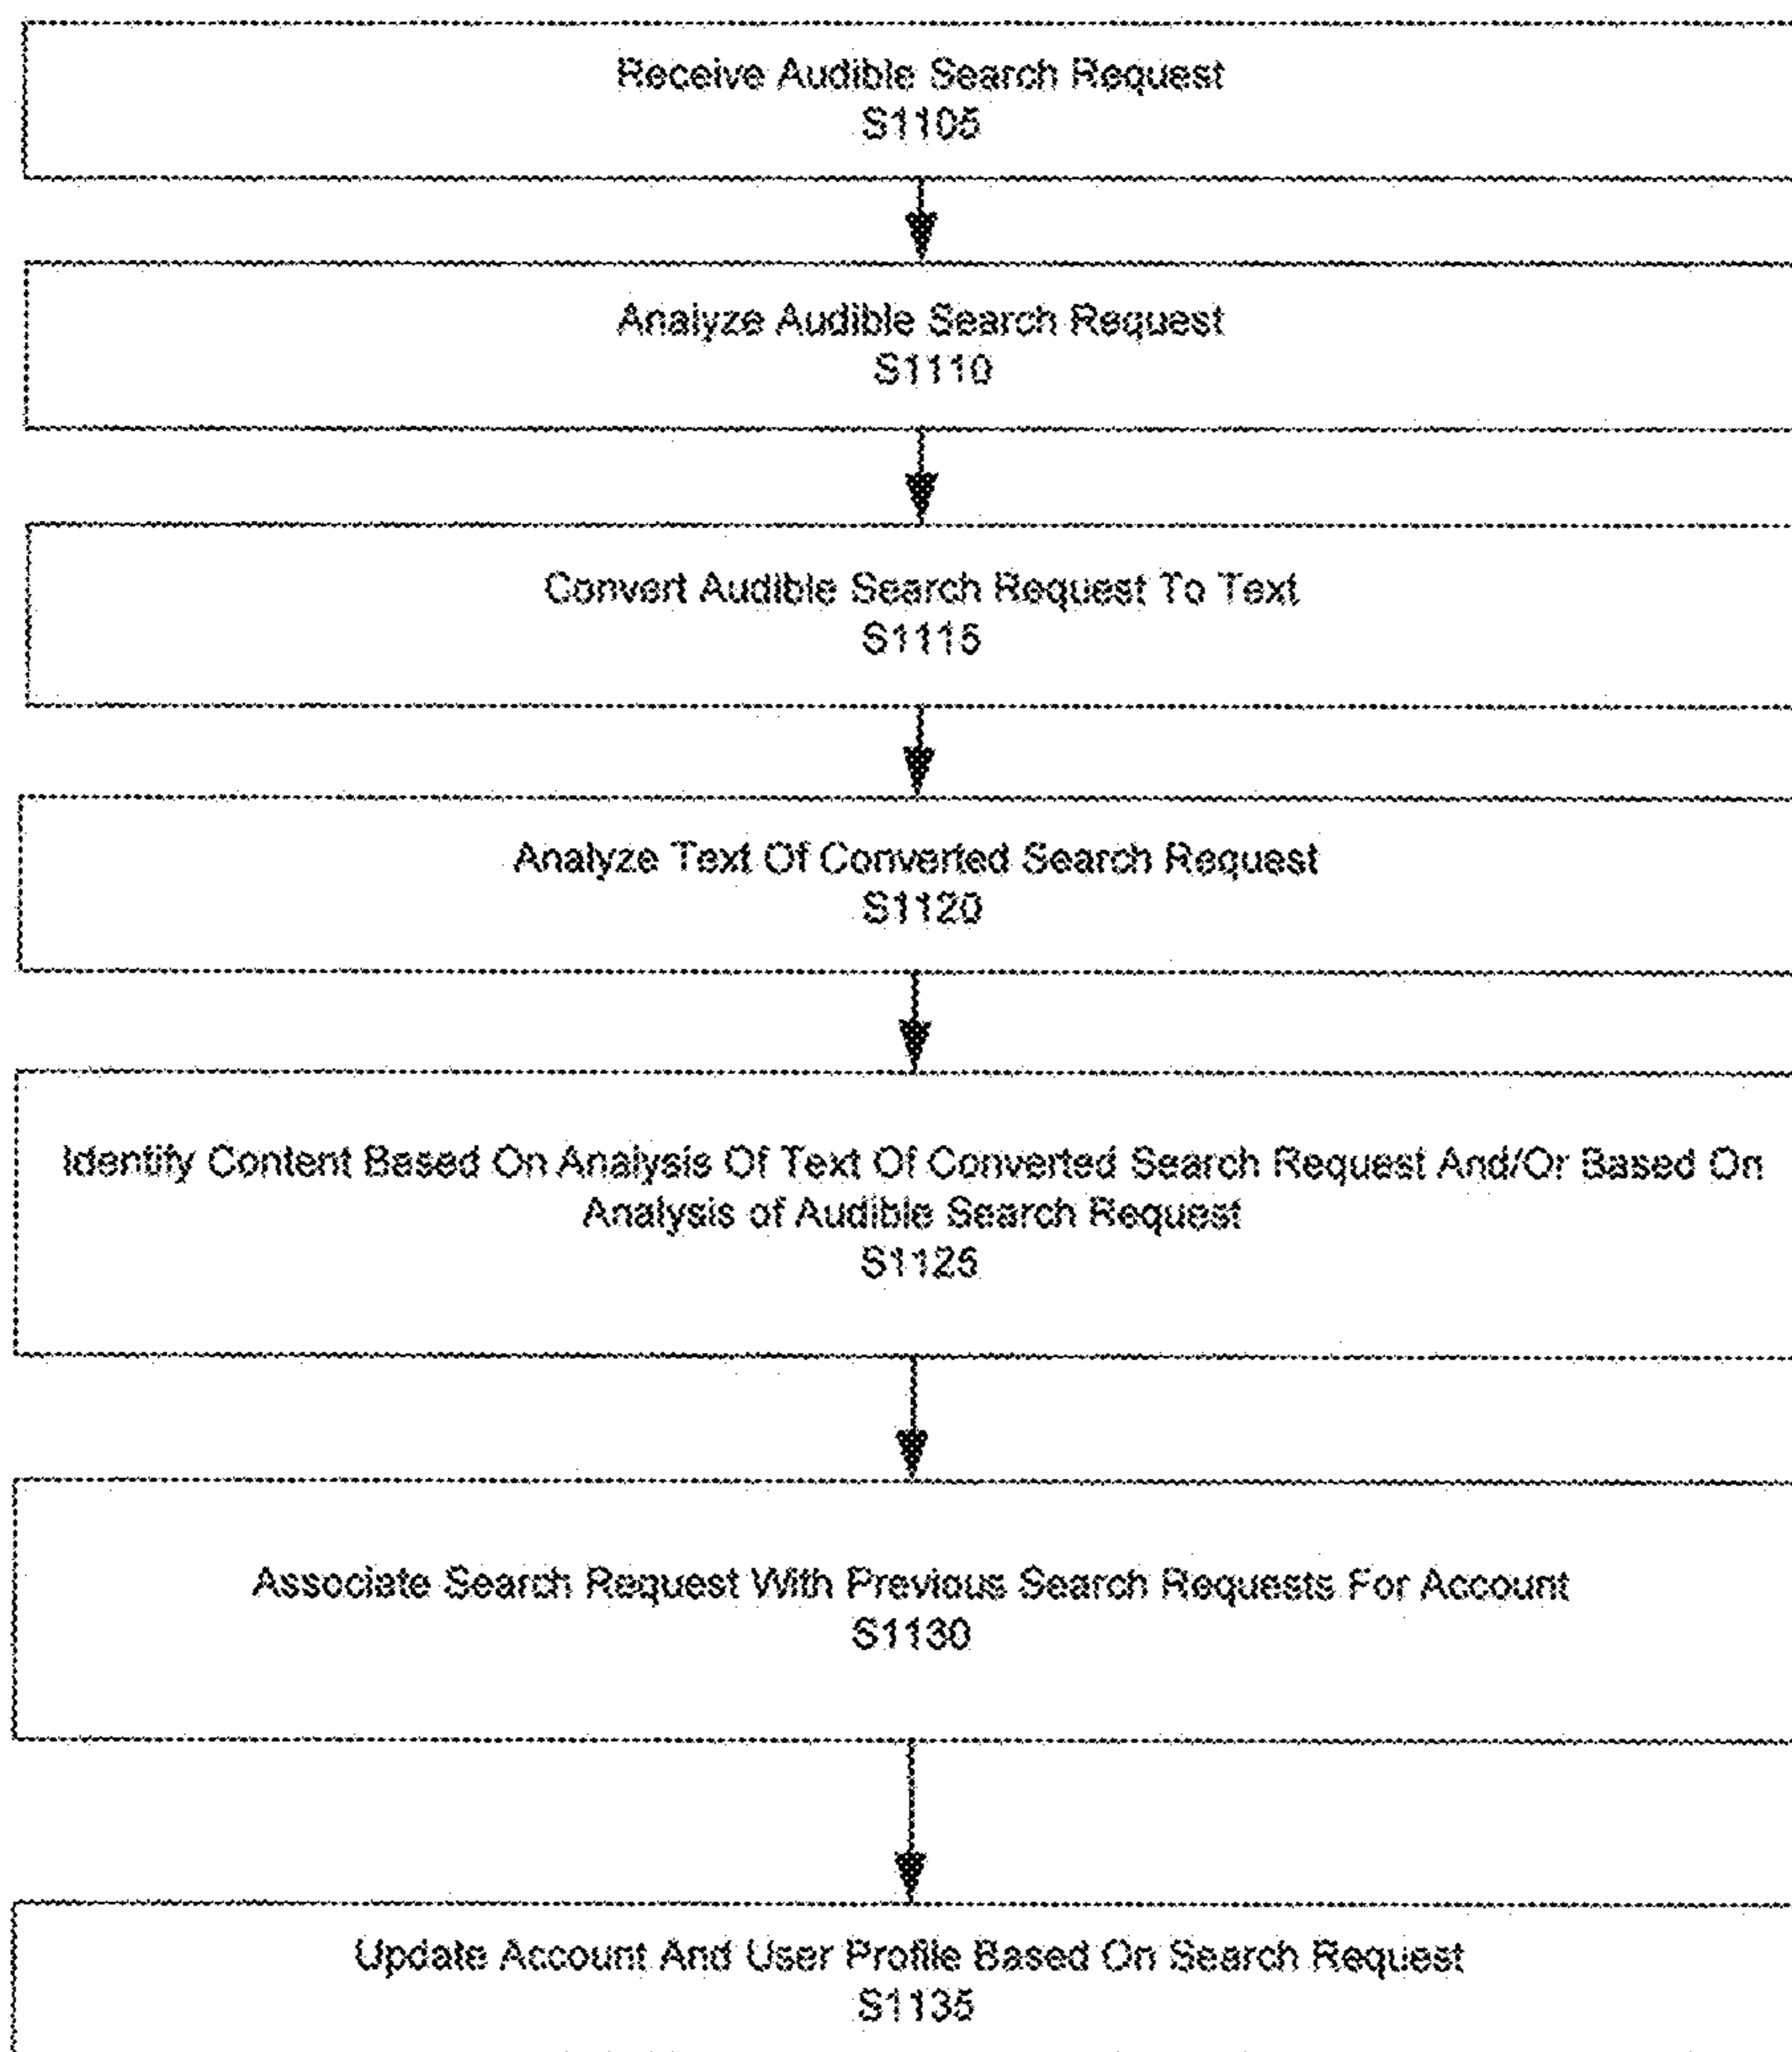 Receive Audible Search Request
S1105
Analyze Audible Search Request
S1110
Convert Audible Search Request To Text
S1115
Analyze Text Of Converted Search Request
S1120
Identify Content Based On Analysis Of Text Of Converted Search Request And/Or Based On
Analysis of Audible Search Request
S1125
Associate Search Request With Previous Search Requests For Account
S1130
Update Account And User Profile Based On Search Request
S1135